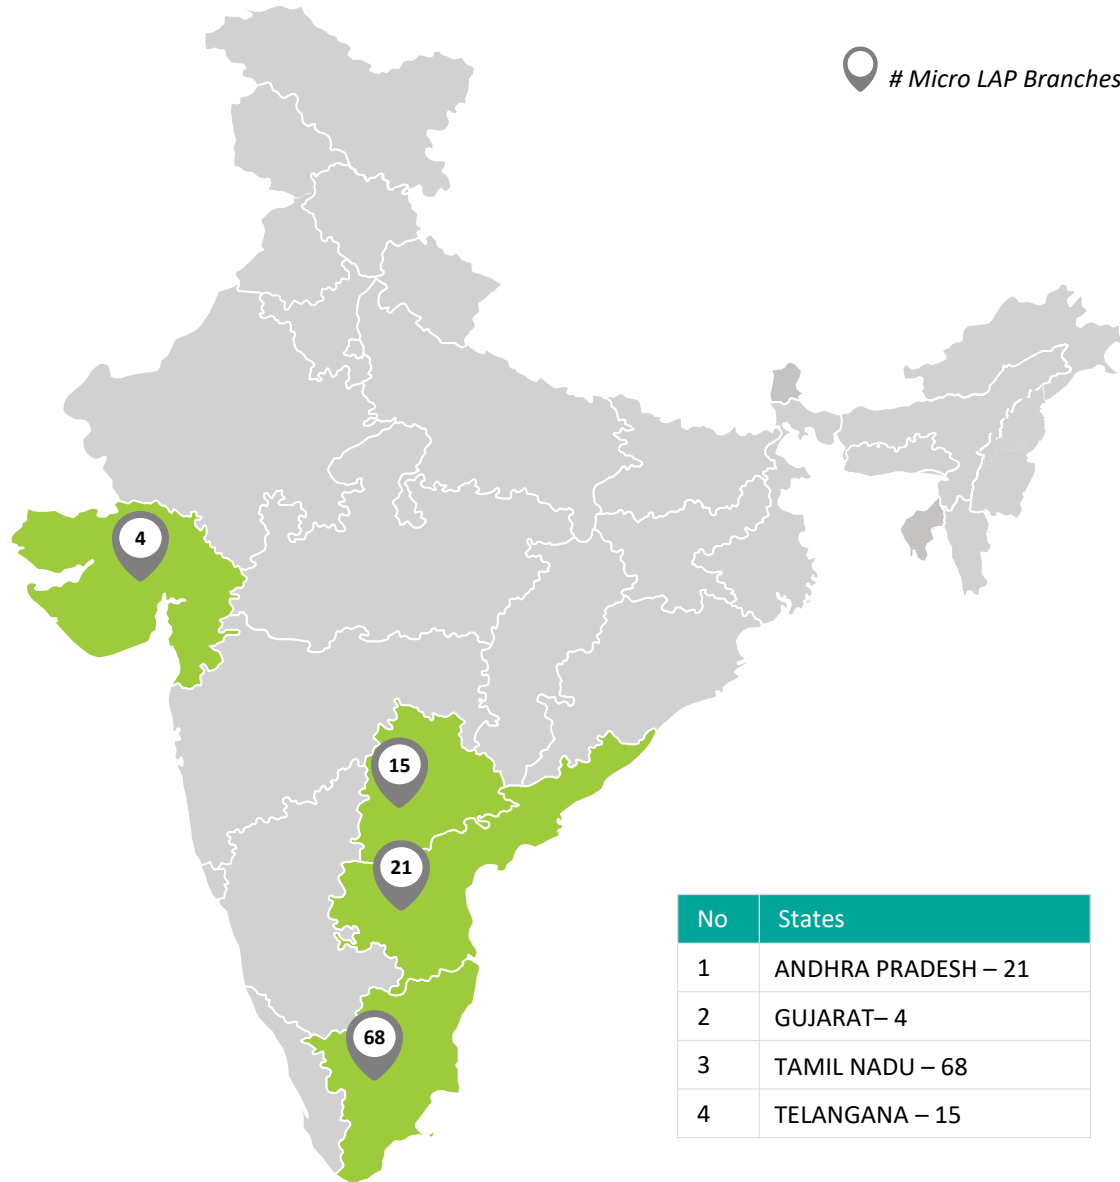 # Micro LAP Branches
4
15
21
68
No States
1 ANDHRA PRADESH – 21
2 GUJARAT– 4
3 TAMIL NADU – 68
4 TELANGANA – 15